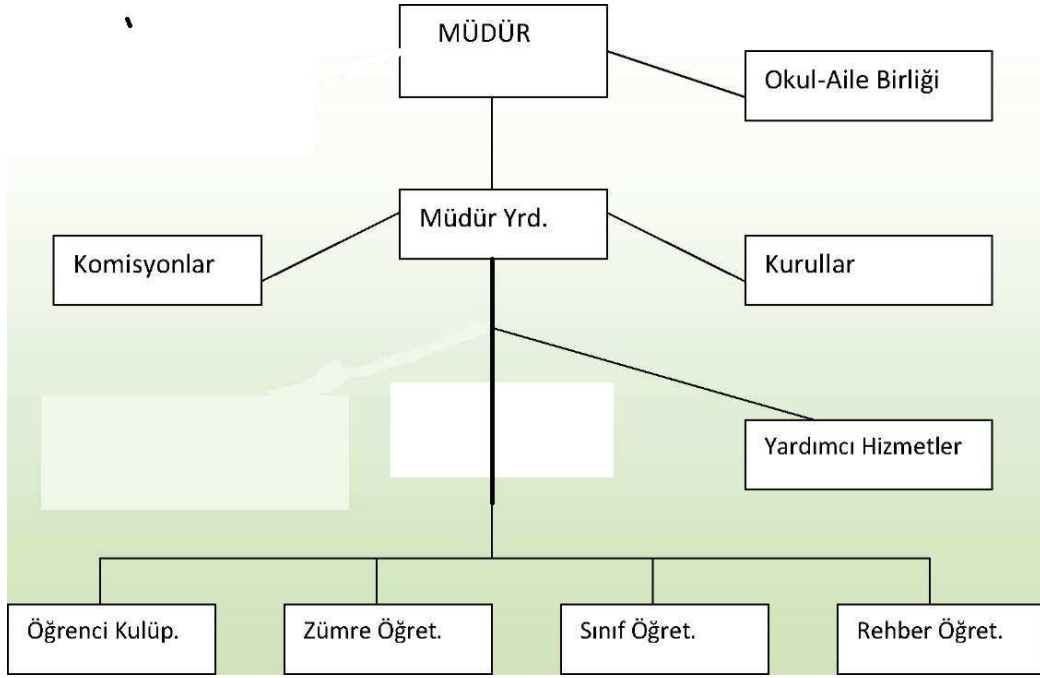 MÜDÜR
Okul-Aile Birliği
Müdür Yrd.
Komisyonlar
Kurullar
Yardımcı Hizmetler
Öğrenci Kulüp.
Zümre Öğret.
Sınıf Öğret.
Rehber Öğret.